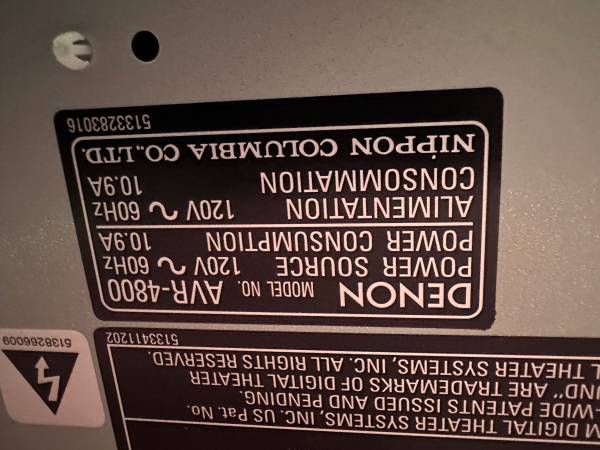 M DIGITAL THEATER SYSTEMS, INC. US Pat. No.
-WIDE PATENTS ISSUED AND PENDING.
ND" ARE TRADEMARKS OF DIGITAL THEATER
L THEATER SYSTEMS, INC. ALL RIGHTS RESERVED.
5133411202
5138266009
DENON MODEL NO. AVR-4800
POWER SOURCE 120V ~ 60Hz
POWER CONSUMPTION 10.9A
ALIMENTATION 120V ~ 60Hz
CONSOMMATION 10.9A
NIPPON COLUMBIA CO.,LTD.
5133283016